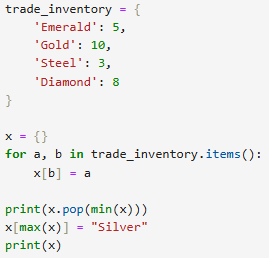 trade_inventory = {
    'Emerald': 5,
    'Gold': 10,
    'Steel': 3,
    'Diamond': 8
}

x = {}
for a, b in trade_inventory.items():
    x[b] = a

print(x.pop(min(x)))
x[max(x)] = "Silver"
print(x)